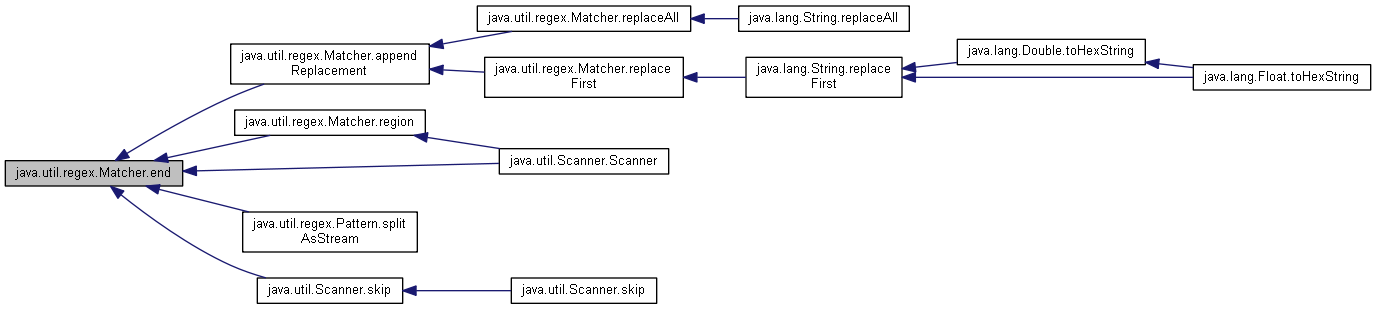 java.util.regex.Matcher.replaceAll
java.lang.String.replaceAll
java.util.regex.Matcher.append
Replacement
java.util.regex.Matcher.replace
First
java.lang.String.replace
First
java.lang.Double.toHexString
java.lang.Float.toHexString
java.util.regex.Matcher.region
java.util.Scanner.Scanner
java.util.regex.Matcher.end
java.util.regex.Pattern.split
AsStream
java.util.Scanner.skip
java.util.Scanner.skip